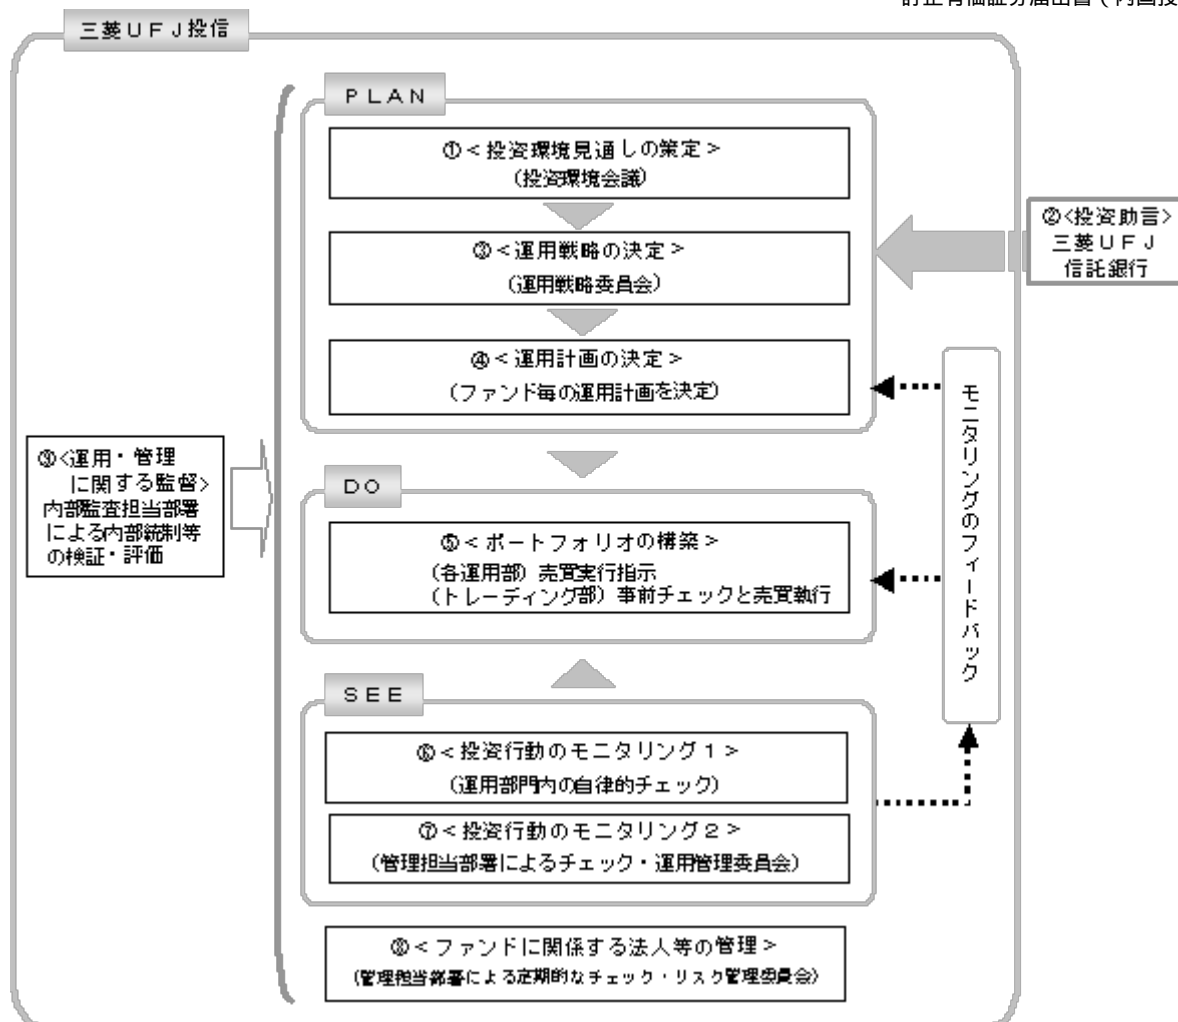 訂正有価証券届出書(内国投
三菱UFJ投信
PLAN
①<投資環境見通しの策定>
(投資環境会議)
②<投資助言>
三菱UFJ
信託銀行
③<運用戦略の決定>
(運用戦略委員会)
④<運用計画の決定>
(ファンド毎の運用計画を決定)
モニタリングのフィードバック
⑨<運用・管理
に関する監督>
内部監査担当部署
による内部統制等
の検証・評価
DO
⑤<ポートフォリオの構築>
(各運用部) 売買実行指示
(トレーディング部) 事前チェックと売買執行
SEE
⑥<投資行動のモニタリング1>
(運用部門内の自律的チェック)
⑦<投資行動のモニタリング2>
(管理担当部署によるチェック・運用管理委員会)
⑧<ファンドに関係する法人等の管理>
(管理担当部署による定期的なチェック・リスク管理委員会)